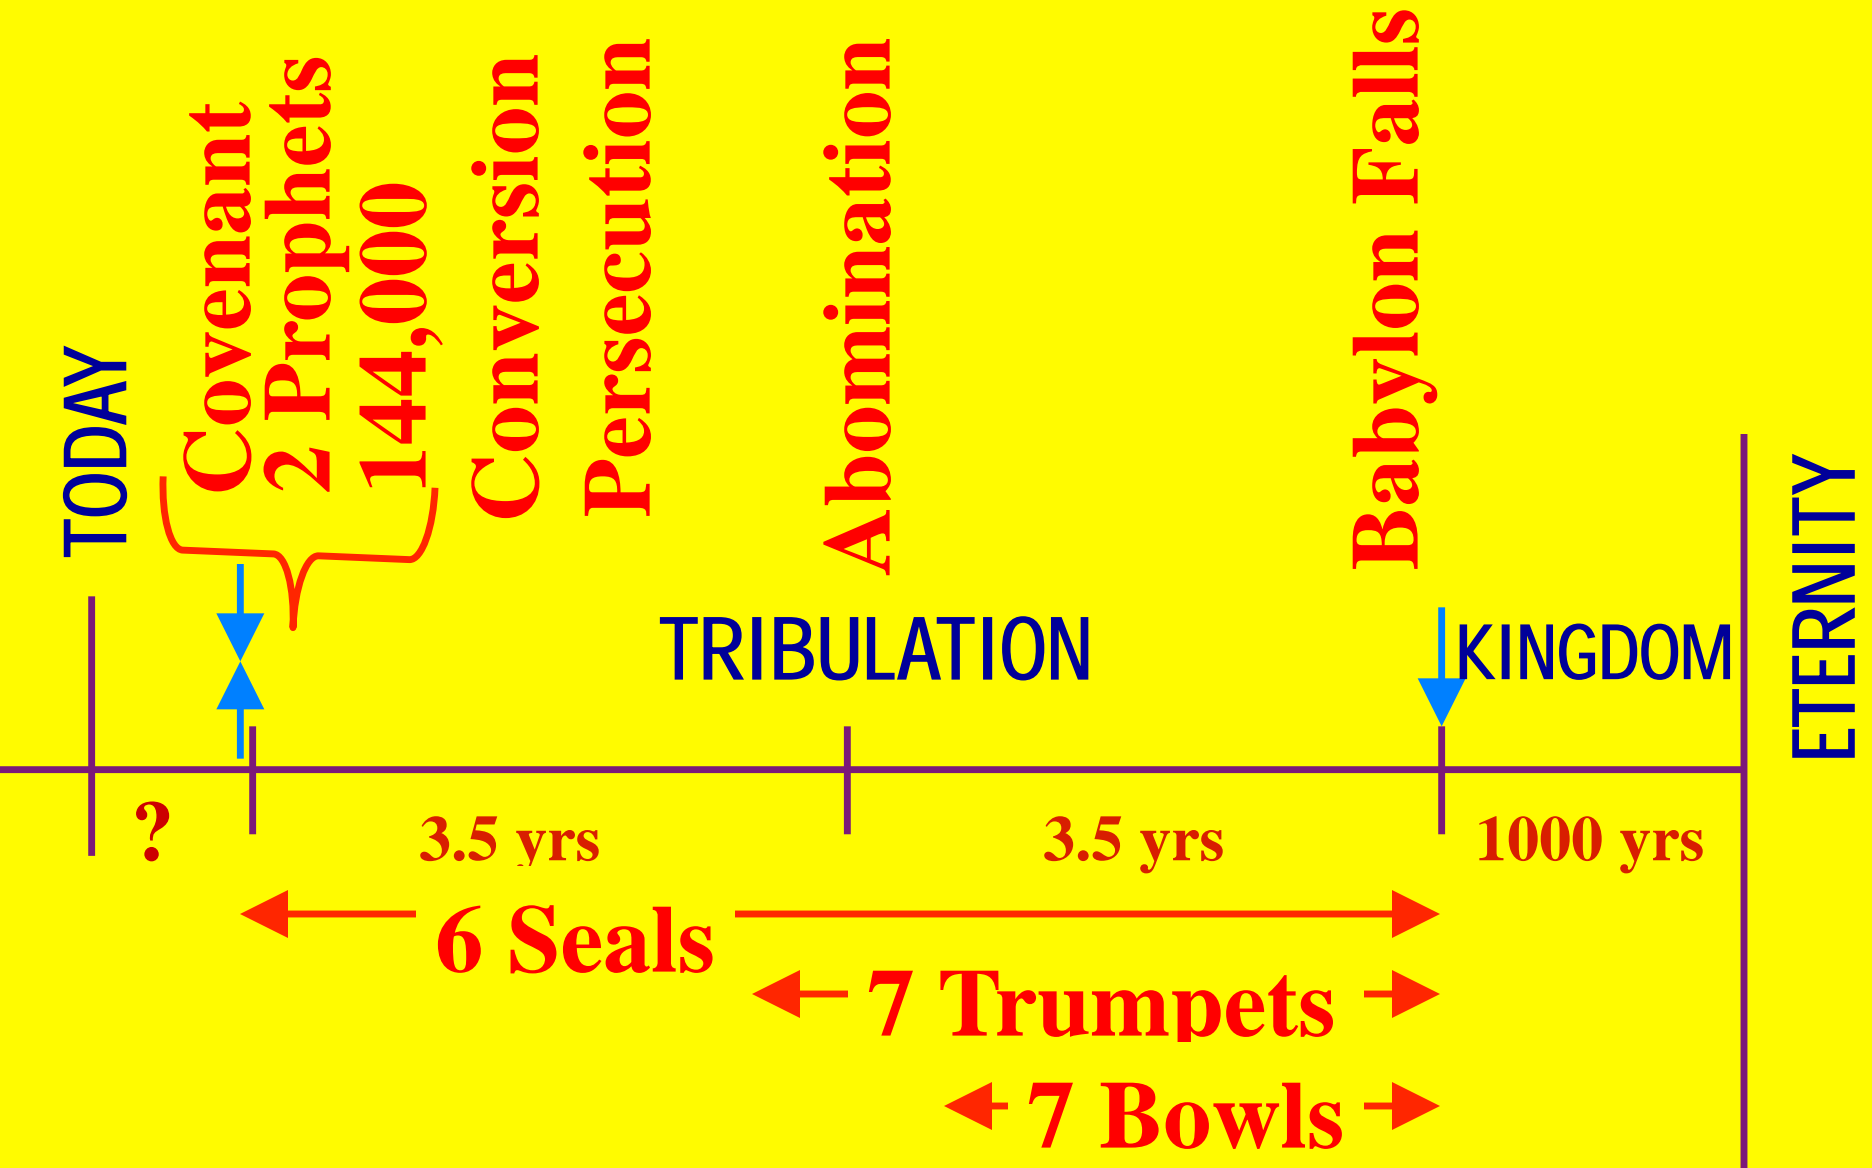 TODAY
Covenant
2 Prophets
144,000
Conversion
Persecution
Abomination
Babylon Falls
TRIBULATION
KINGDOM
ETERNITY
?
3.5 yrs
3.5 yrs
1000 yrs
6 Seals
7 Trumpets
7 Bowls